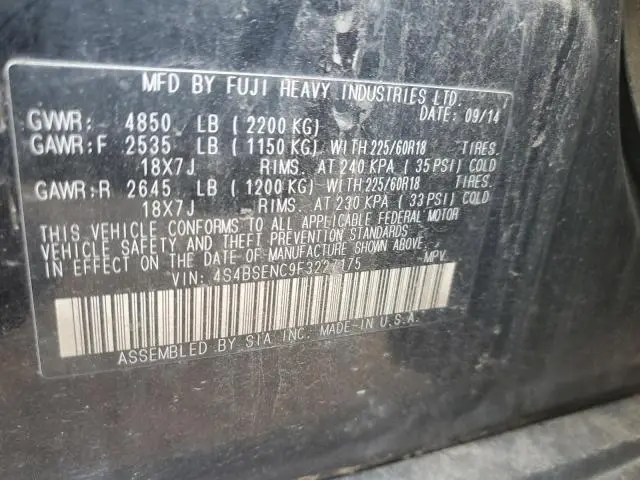 MFD BY FUJI HEAVY INDUSTRIES LTD.
DATE: 09/14
GVWR: 4850 LB (2200 KG)
GAWR:F 2535 LB (1150 KG) WITH 225/60R18 TIRES.
18X7J RIMS. AT 240 KPA (35 PSI) COLD
GAWR:R 2645 LB (1200 KG) WITH 225/60R18 TIRES.
18X7J RIMS. AT 230 KPA (33 PSI) COLD
THIS VEHICLE CONFORMS TO ALL APPLICABLE FEDERAL MOTOR
VEHICLE SAFETY AND THEFT PREVENTION STANDARDS
IN EFFECT ON THE DATE OF MANUFACTURE SHOWN ABOVE.
VIN: 4S4BSENC9F3227175 MPV
ASSEMBLED BY SIA INC. MADE IN U.S.A.